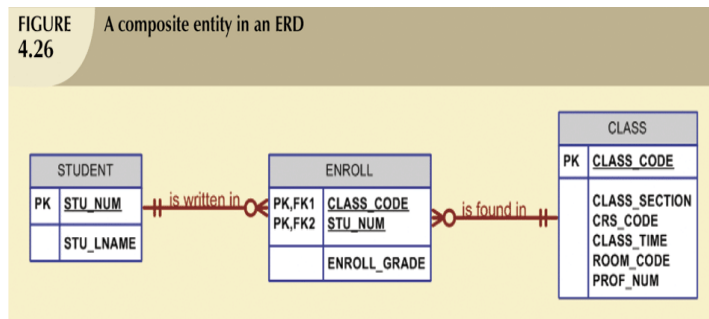 FIGURE 4.26
A composite entity in an ERD
STUDENT
PK STU_NUM
STU_LNAME
is written in
ENROLL
PK,FK1 CLASS_CODE
PK,FK2 STU_NUM
ENROLL_GRADE
is found in
CLASS
PK CLASS_CODE
CLASS_SECTION
CRS_CODE
CLASS_TIME
ROOM_CODE
PROF_NUM